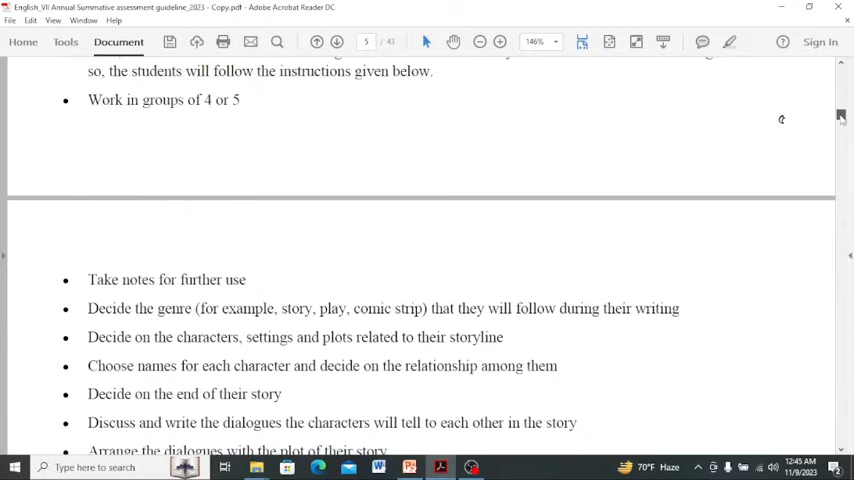 English_VII Annual Summative assessment guideline_2023 - Copy.pdf - Adobe Acrobat Reader DC
File Edit View Window Help
Home Tools Document 5 / 43 146% Sign In
so, the students will follow the instructions given below.
• Work in groups of 4 or 5
• Take notes for further use
• Decide the genre (for example, story, play, comic strip) that they will follow during their writing
• Decide on the characters, settings and plots related to their storyline
• Choose names for each character and decide on the relationship among them
• Decide on the end of their story
• Discuss and write the dialogues the characters will tell to each other in the story
• Arrange the dialogues with the plot of their story
Type here to search 70°F Haze 12:45 AM
11/9/2023 2